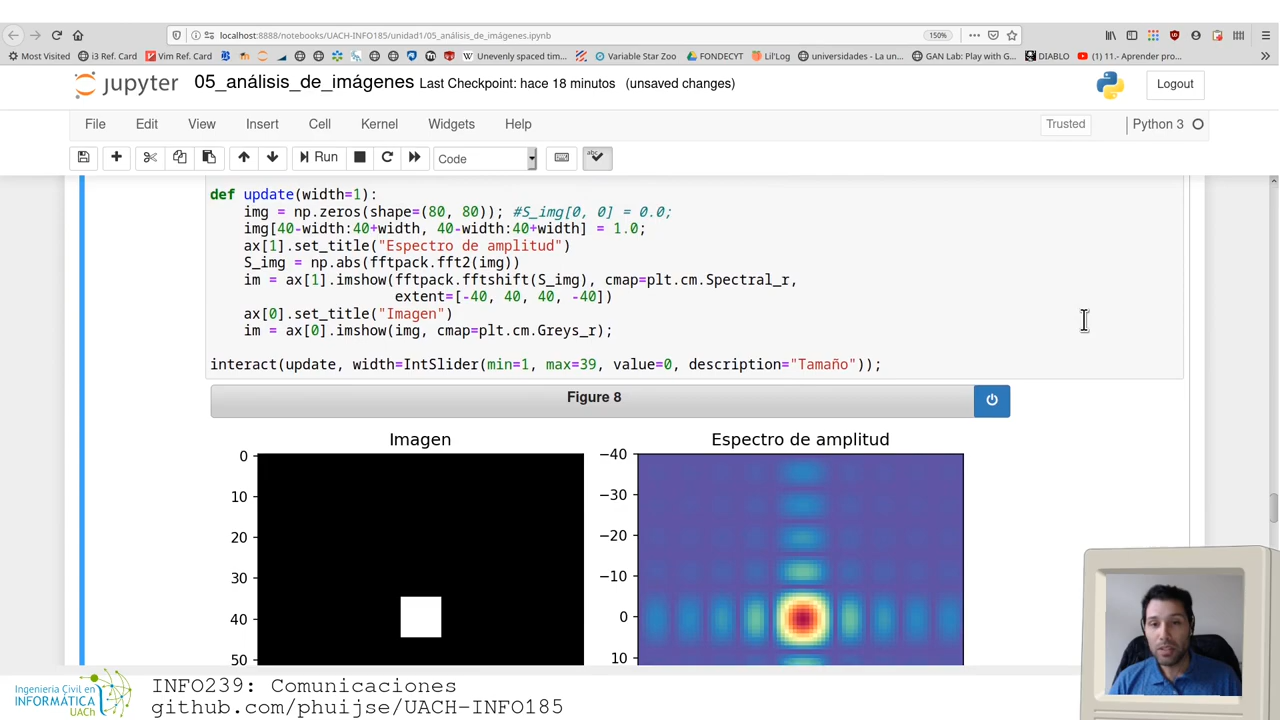 localhost:8888/notebooks/UACH-INFO185/unidad1/05_análisis_de_imágenes.ipynb
150%
Most Visited
i3 Ref. Card
Vim Ref. Card
Unevenly spaced tim...
Variable Star Zoo
FONDECYT
Lil'Log
universidades - La un...
GAN Lab: Play with G...
DIABLO
(1) 11.- Aprender pro...
jupyter 05_análisis_de_imágenes Last Checkpoint: hace 18 minutos (unsaved changes)
Logout
File Edit View Insert Cell Kernel Widgets Help
Trusted
Python 3
Run
Code
abc
def update(width=1):
img = np.zeros(shape=(80, 80)); #S_img[0, 0] = 0.0;
img[40-width:40+width, 40-width:40+width] = 1.0;
ax[1].set_title("Espectro de amplitud")
S_img = np.abs(fftpack.fft2(img))
im = ax[1].imshow(fftpack.fftshift(S_img), cmap=plt.cm.Spectral_r,
extent=[-40, 40, 40, -40])
ax[0].set_title("Imagen")
im = ax[0].imshow(img, cmap=plt.cm.Greys_r);
interact(update, width=IntSlider(min=1, max=39, value=0, description="Tamaño"));
Figure 8
Imagen
0
10
20
30
40
50
Espectro de amplitud
−40
−30
−20
−10
0
10
Ingeniería Civil en
INFORMÁTICA
UACh
INFO239: Comunicaciones
github.com/phuijse/UACH-INFO185